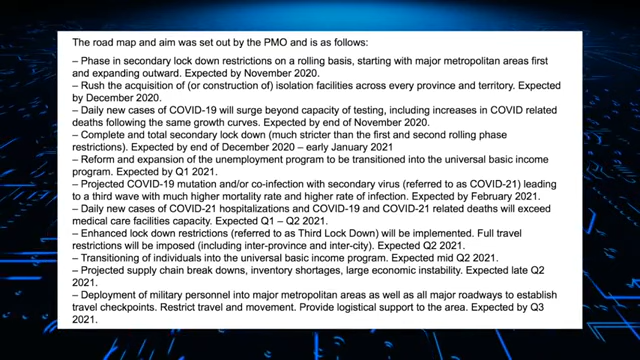 The road map and aim was set out by the PMO and is as follows:
– Phase in secondary lock down restrictions on a rolling basis, starting with major metropolitan areas first
and expanding outward. Expected by November 2020.
– Rush the acquisition of (or construction of) isolation facilities across every province and territory. Expected
by December 2020.
– Daily new cases of COVID-19 will surge beyond capacity of testing, including increases in COVID related
deaths following the same growth curves. Expected by end of November 2020.
– Complete and total secondary lock down (much stricter than the first and second rolling phase
restrictions). Expected by end of December 2020 – early January 2021
– Reform and expansion of the unemployment program to be transitioned into the universal basic income
program. Expected by Q1 2021.
– Projected COVID-19 mutation and/or co-infection with secondary virus (referred to as COVID-21) leading
to a third wave with much higher mortality rate and higher rate of infection. Expected by February 2021.
– Daily new cases of COVID-21 hospitalizations and COVID-19 and COVID-21 related deaths will exceed
medical care facilities capacity. Expected Q1 – Q2 2021.
– Enhanced lock down restrictions (referred to as Third Lock Down) will be implemented. Full travel
restrictions will be imposed (including inter-province and inter-city). Expected Q2 2021.
– Transitioning of individuals into the universal basic income program. Expected mid Q2 2021.
– Projected supply chain break downs, inventory shortages, large economic instability. Expected late Q2
2021.
– Deployment of military personnel into major metropolitan areas as well as all major roadways to establish
travel checkpoints. Restrict travel and movement. Provide logistical support to the area. Expected by Q3
2021.